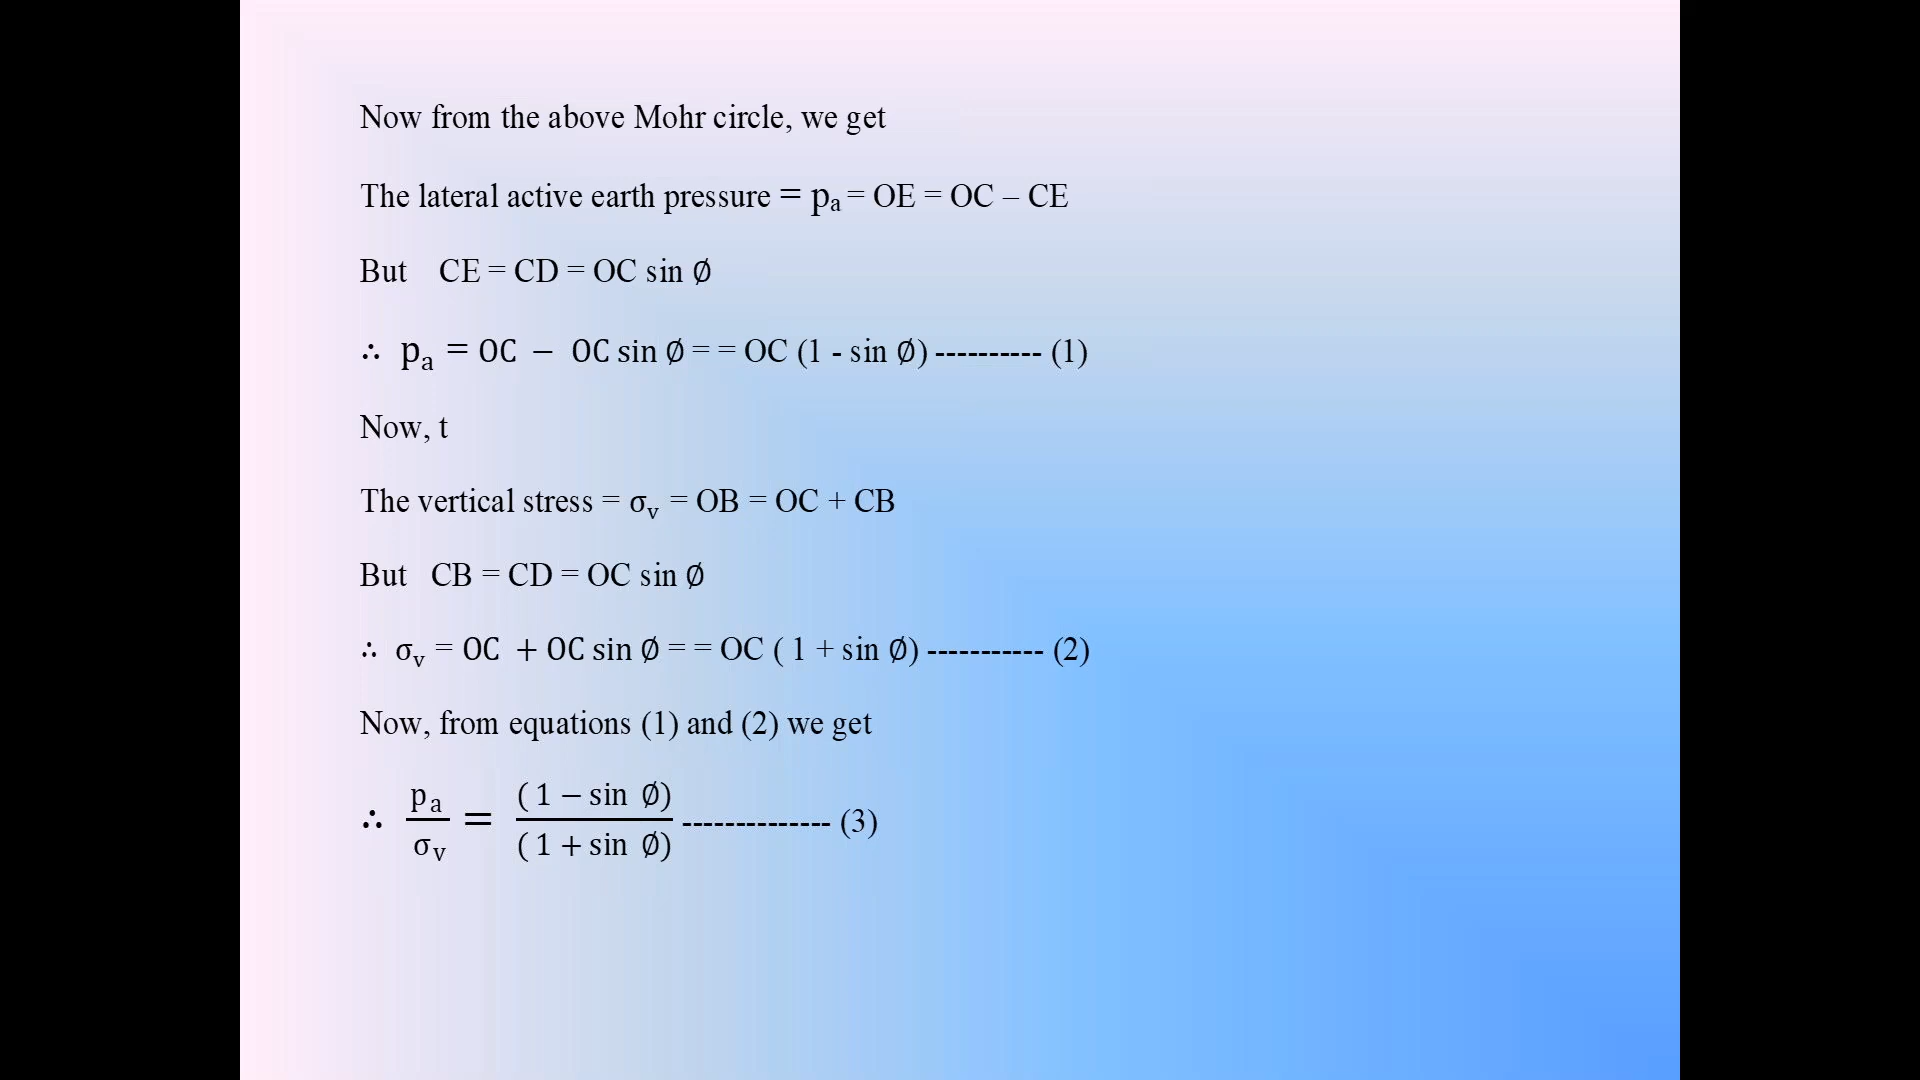 Now from the above Mohr circle, we get
The lateral active earth pressure = pₐ = OE = OC – CE
But CE = CD = OC sin ∅
∴ pₐ = OC − OC sin ∅ = = OC (1 - sin ∅) ---------- (1)
Now, t
The vertical stress = σᵥ = OB = OC + CB
But CB = CD = OC sin ∅
∴ σᵥ = OC + OC sin ∅ = = OC ( 1 + sin ∅) ----------- (2)
Now, from equations (1) and (2) we get
∴ pₐ/σᵥ = ( 1 − sin ∅)/( 1 + sin ∅) -------------- (3)